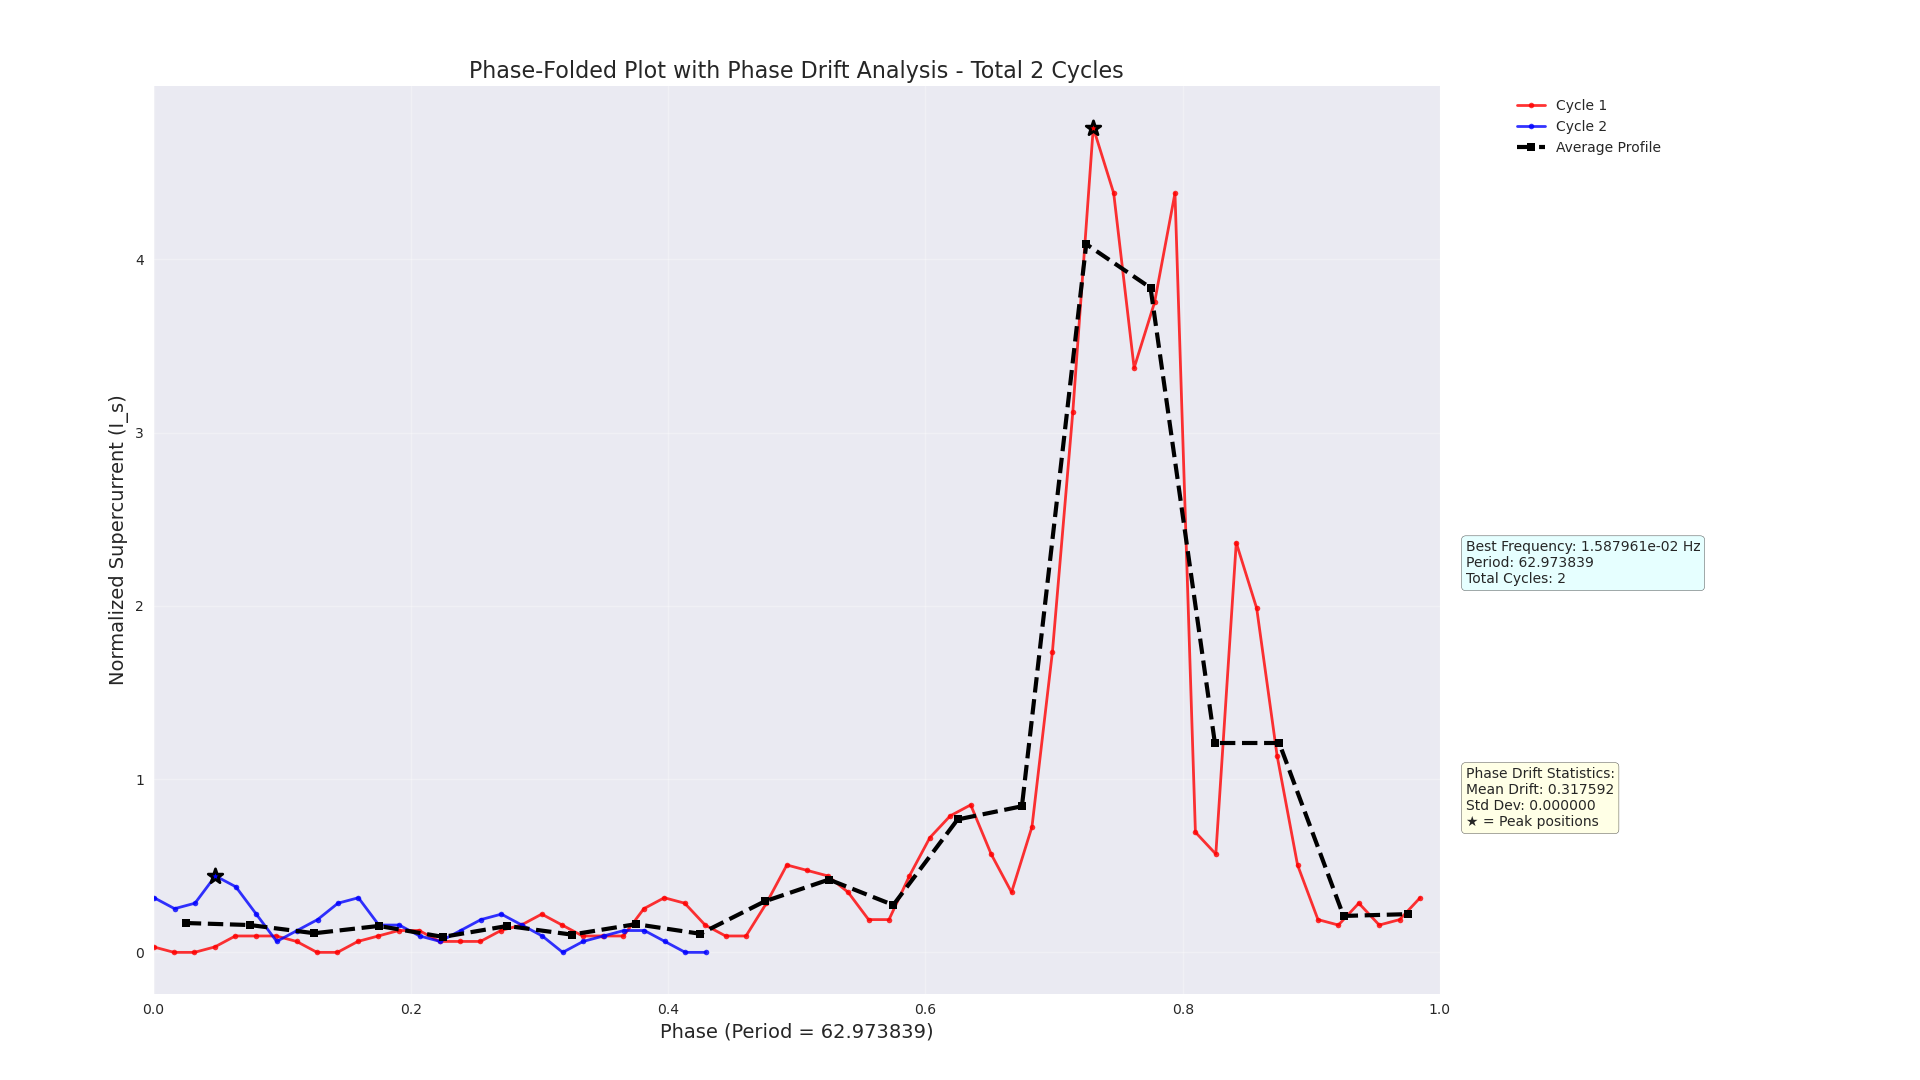 Phase-Folded Plot with Phase Drift Analysis - Total 2 Cycles
Cycle 1
Cycle 2
Average Profile
Normalized Supercurrent (I_s)
4
3
2
1
0
0.0
0.2
0.4
0.6
0.8
1.0
Phase (Period = 62.973839)
Best Frequency: 1.587961e-02 Hz
Period: 62.973839
Total Cycles: 2
Phase Drift Statistics:
Mean Drift: 0.317592
Std Dev: 0.000000
★ = Peak positions